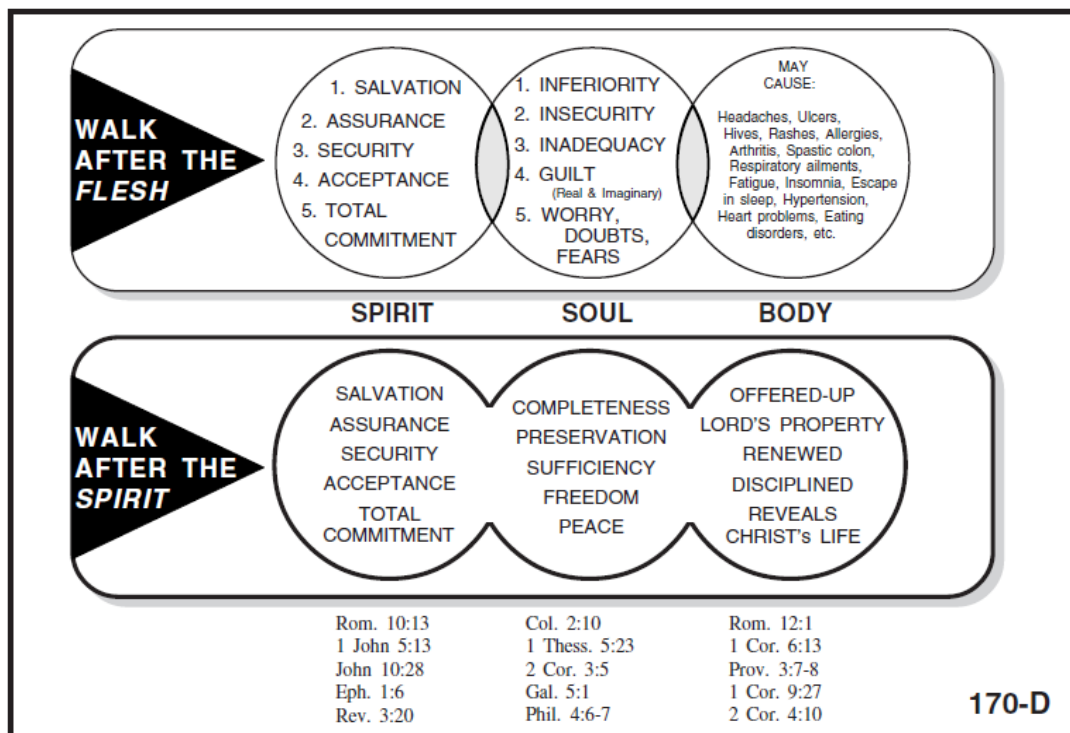 WALK
AFTER THE
FLESH
1. SALVATION
2. ASSURANCE
3. SECURITY
4. ACCEPTANCE
5. TOTAL
COMMITMENT
1. INFERIORITY
2. INSECURITY
3. INADEQUACY
4. GUILT
(Real & Imaginary)
5. WORRY,
DOUBTS,
FEARS
MAY
CAUSE:
Headaches, Ulcers,
Hives, Rashes, Allergies,
Arthritis, Spastic colon,
Respiratory ailments,
Fatigue, Insomnia, Escape
in sleep, Hypertension,
Heart problems, Eating
disorders, etc.
SPIRIT
SOUL
BODY
WALK
AFTER THE
SPIRIT
SALVATION
ASSURANCE
SECURITY
ACCEPTANCE
TOTAL
COMMITMENT
COMPLETENESS
PRESERVATION
SUFFICIENCY
FREEDOM
PEACE
OFFERED-UP
LORD'S PROPERTY
RENEWED
DISCIPLINED
REVEALS
CHRIST's LIFE
Rom. 10:13
1 John 5:13
John 10:28
Eph. 1:6
Rev. 3:20
Col. 2:10
1 Thess. 5:23
2 Cor. 3:5
Gal. 5:1
Phil. 4:6-7
Rom. 12:1
1 Cor. 6:13
Prov. 3:7-8
1 Cor. 9:27
2 Cor. 4:10
170-D